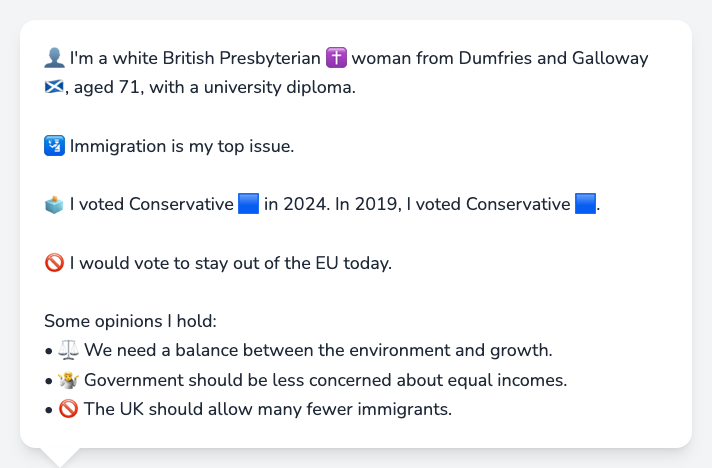 👤 I'm a white British Presbyterian ✝️ woman from Dumfries and Galloway
🏴󠁧󠁢󠁳󠁣󠁴󠁿, aged 71, with a university diploma.
🛂 Immigration is my top issue.
🗳️ I voted Conservative 🟦 in 2024. In 2019, I voted Conservative 🟦.
🚫 I would vote to stay out of the EU today.
Some opinions I hold:
• ⚖️ We need a balance between the environment and growth.
• 🤷 Government should be less concerned about equal incomes.
• 🚫 The UK should allow many fewer immigrants.